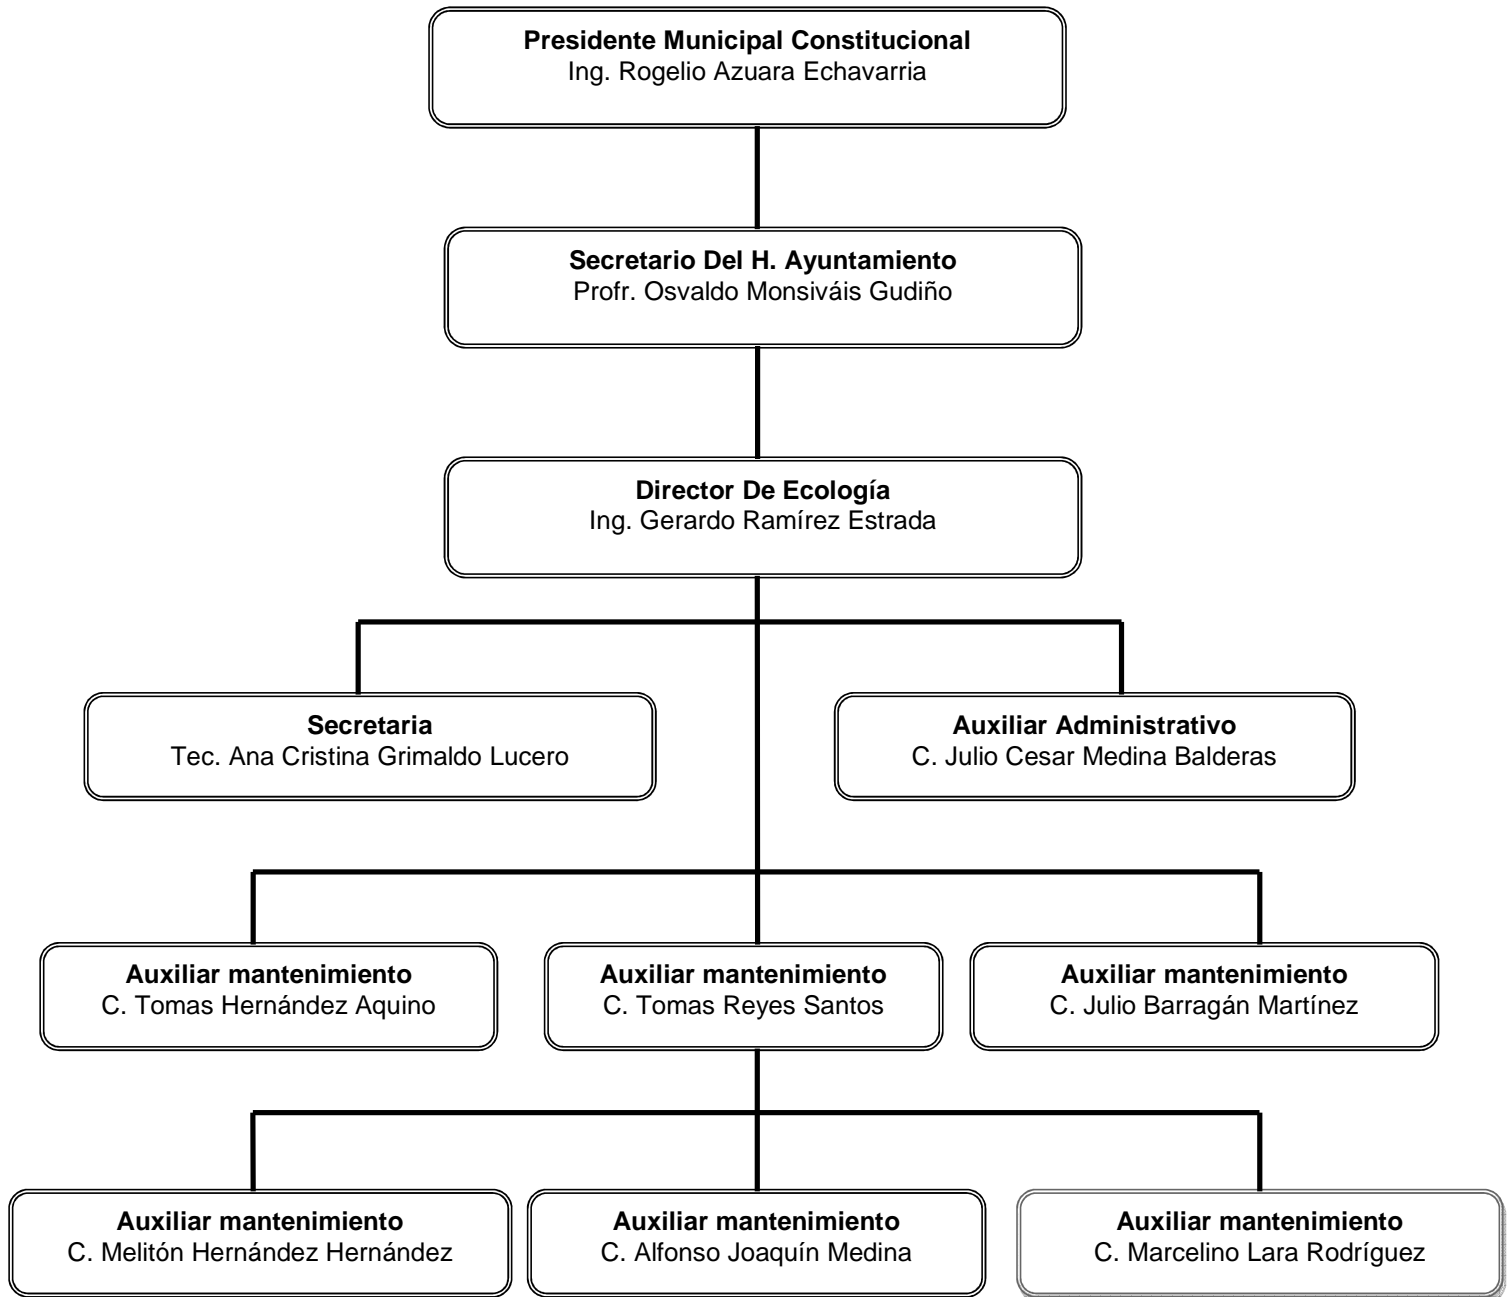 Presidente Municipal Constitucional
Ing. Rogelio Azuara Echavarria
Secretario Del H. Ayuntamiento
Profr. Osvaldo Monsiváis Gudiño
Director De Ecología
Ing. Gerardo Ramírez Estrada
Secretaria
Tec. Ana Cristina Grimaldo Lucero
Auxiliar Administrativo
C. Julio Cesar Medina Balderas
Auxiliar mantenimiento
C. Tomas Hernández Aquino
Auxiliar mantenimiento
C. Tomas Reyes Santos
Auxiliar mantenimiento
C. Julio Barragán Martínez
Auxiliar mantenimiento
C. Melitón Hernández Hernández
Auxiliar mantenimiento
C. Alfonso Joaquín Medina
Auxiliar mantenimiento
C. Marcelino Lara Rodríguez